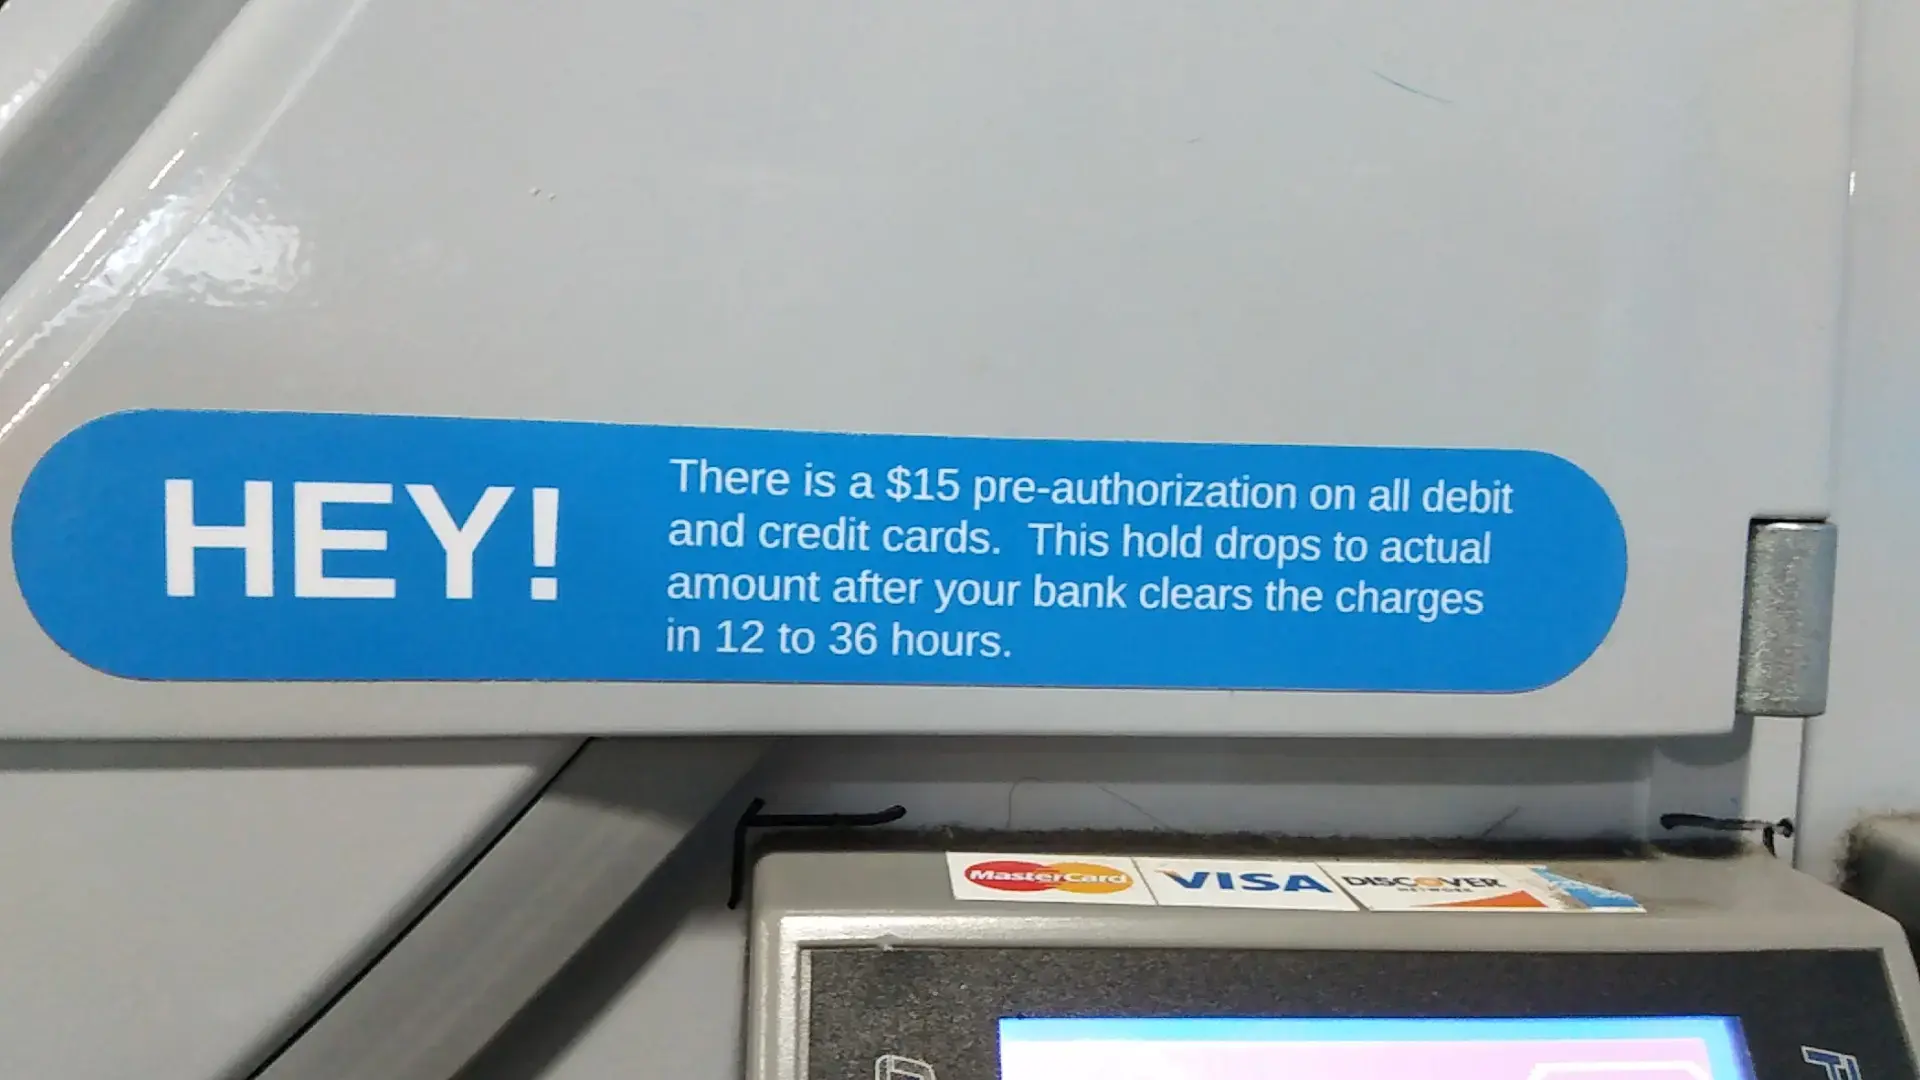 HEY!
There is a $15 pre-authorization on all debit
and credit cards.  This hold drops to actual
amount after your bank clears the charges
in 12 to 36 hours.
MasterCard VISA DISCOVER
NETWORK